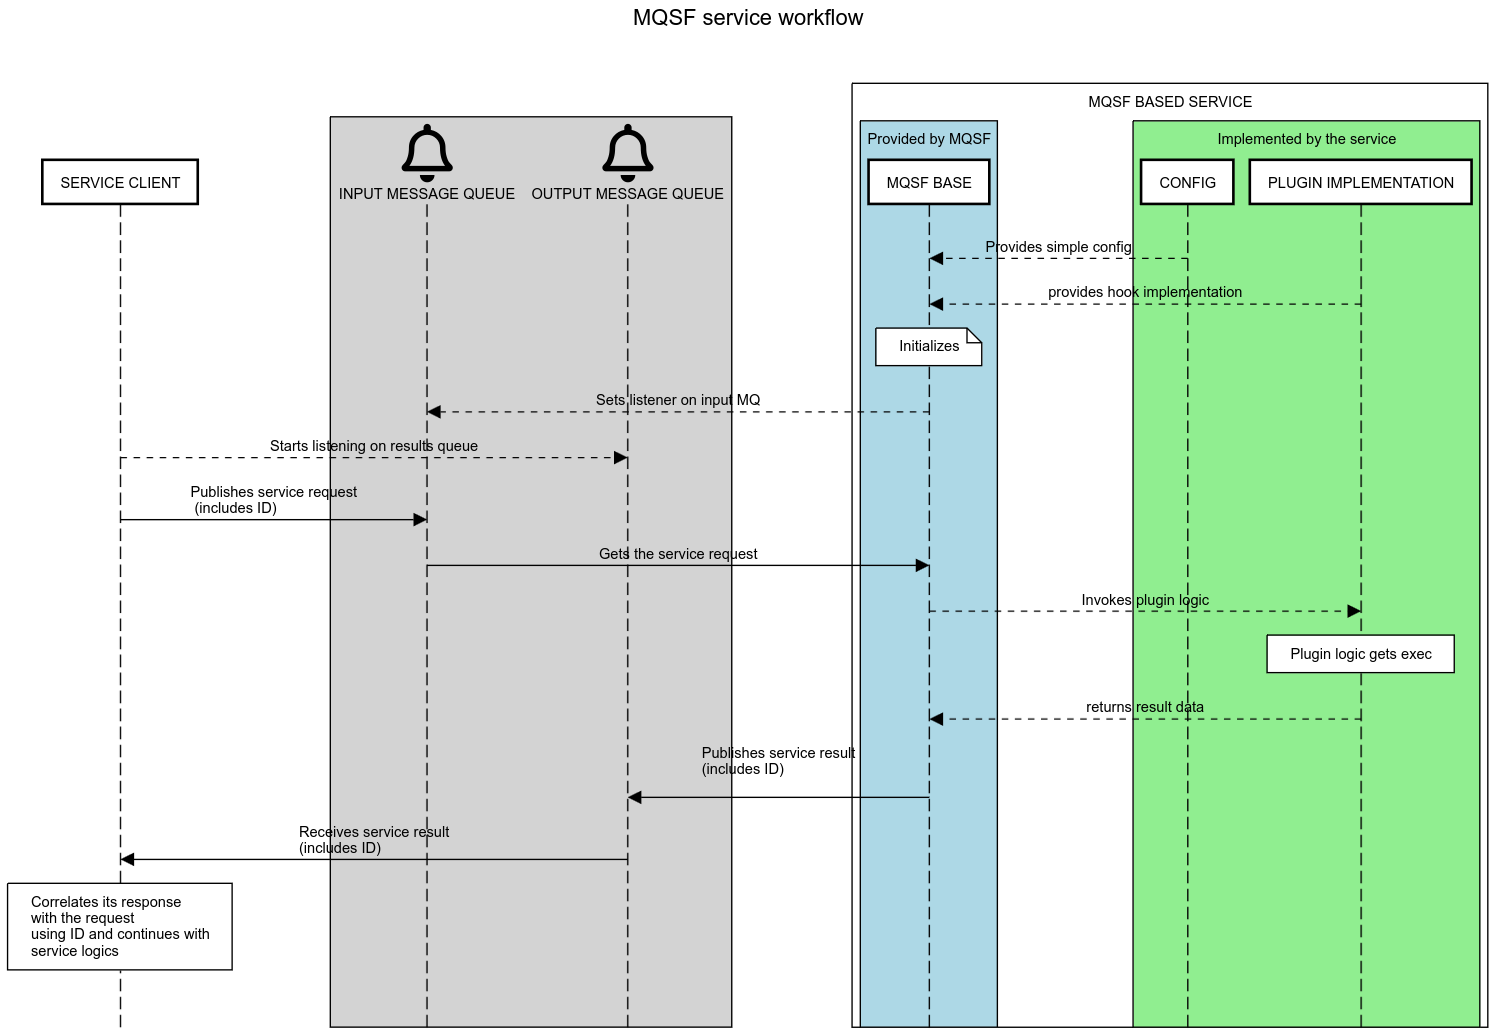 MQSF service workflow
MQSF BASED SERVICE
Provided by MQSF
Implemented by the service
SERVICE CLIENT
INPUT MESSAGE QUEUE
OUTPUT MESSAGE QUEUE
MQSF BASE
CONFIG
PLUGIN IMPLEMENTATION
Provides simple config
provides hook implementation
Initializes
Sets listener on input MQ
Starts listening on results queue
Publishes service request
(includes ID)
Gets the service request
Invokes plugin logic
Plugin logic gets exec
returns result data
Publishes service result
(includes ID)
Receives service result
(includes ID)
Correlates its response
with the request
using ID and continues with
service logics